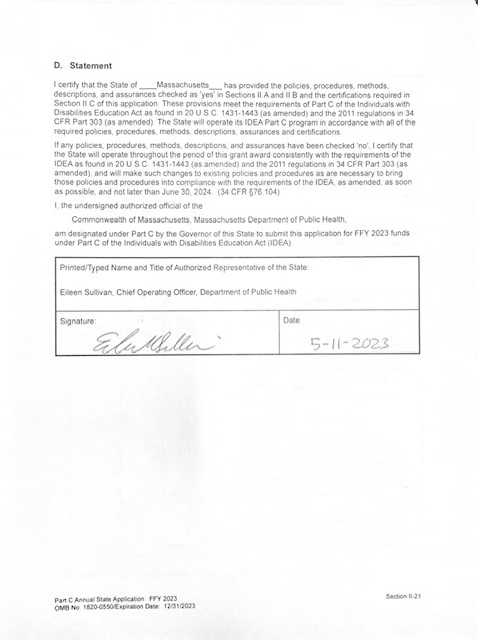 D. Statement
I certify that the State of ____Massachusetts___ has provided the policies, procedures, methods,
descriptions, and assurances checked as 'yes' in Sections II A and II B and the certifications required in
Section II C of this application. These provisions meet the requirements of Part C of the Individuals with
Disabilities Education Act as found in 20 U.S.C. 1431-1443 (as amended) and the 2011 regulations in 34
CFR Part 303 (as amended). The State will operate its IDEA Part C program in accordance with all of the
required policies, procedures, methods, descriptions, assurances and certifications.
If any policies, procedures, methods, descriptions, and assurances have been checked 'no', I certify that
the State will operate throughout the period of this grant award consistently with the requirements of the
IDEA as found in 20 U.S.C. 1431-1443 (as amended) and the 2011 regulations in 34 CFR Part 303 (as
amended), and will make such changes to existing policies and procedures as are necessary to bring
those policies and procedures into compliance with the requirements of the IDEA, as amended, as soon
as possible, and not later than June 30, 2024. (34 CFR §76.104)
I, the undersigned authorized official of the
Commonwealth of Massachusetts, Massachusetts Department of Public Health,
am designated under Part C by the Governor of this State to submit this application for FFY 2023 funds
under Part C of the Individuals with Disabilities Education Act (IDEA).
Printed/Typed Name and Title of Authorized Representative of the State:
Eileen Sullivan, Chief Operating Officer, Department of Public Health
Signature:
Date:
5-11-2023
Part C Annual State Application: FFY 2023
OMB No. 1820-0550/Expiration Date: 12/31/2023
Section II-21